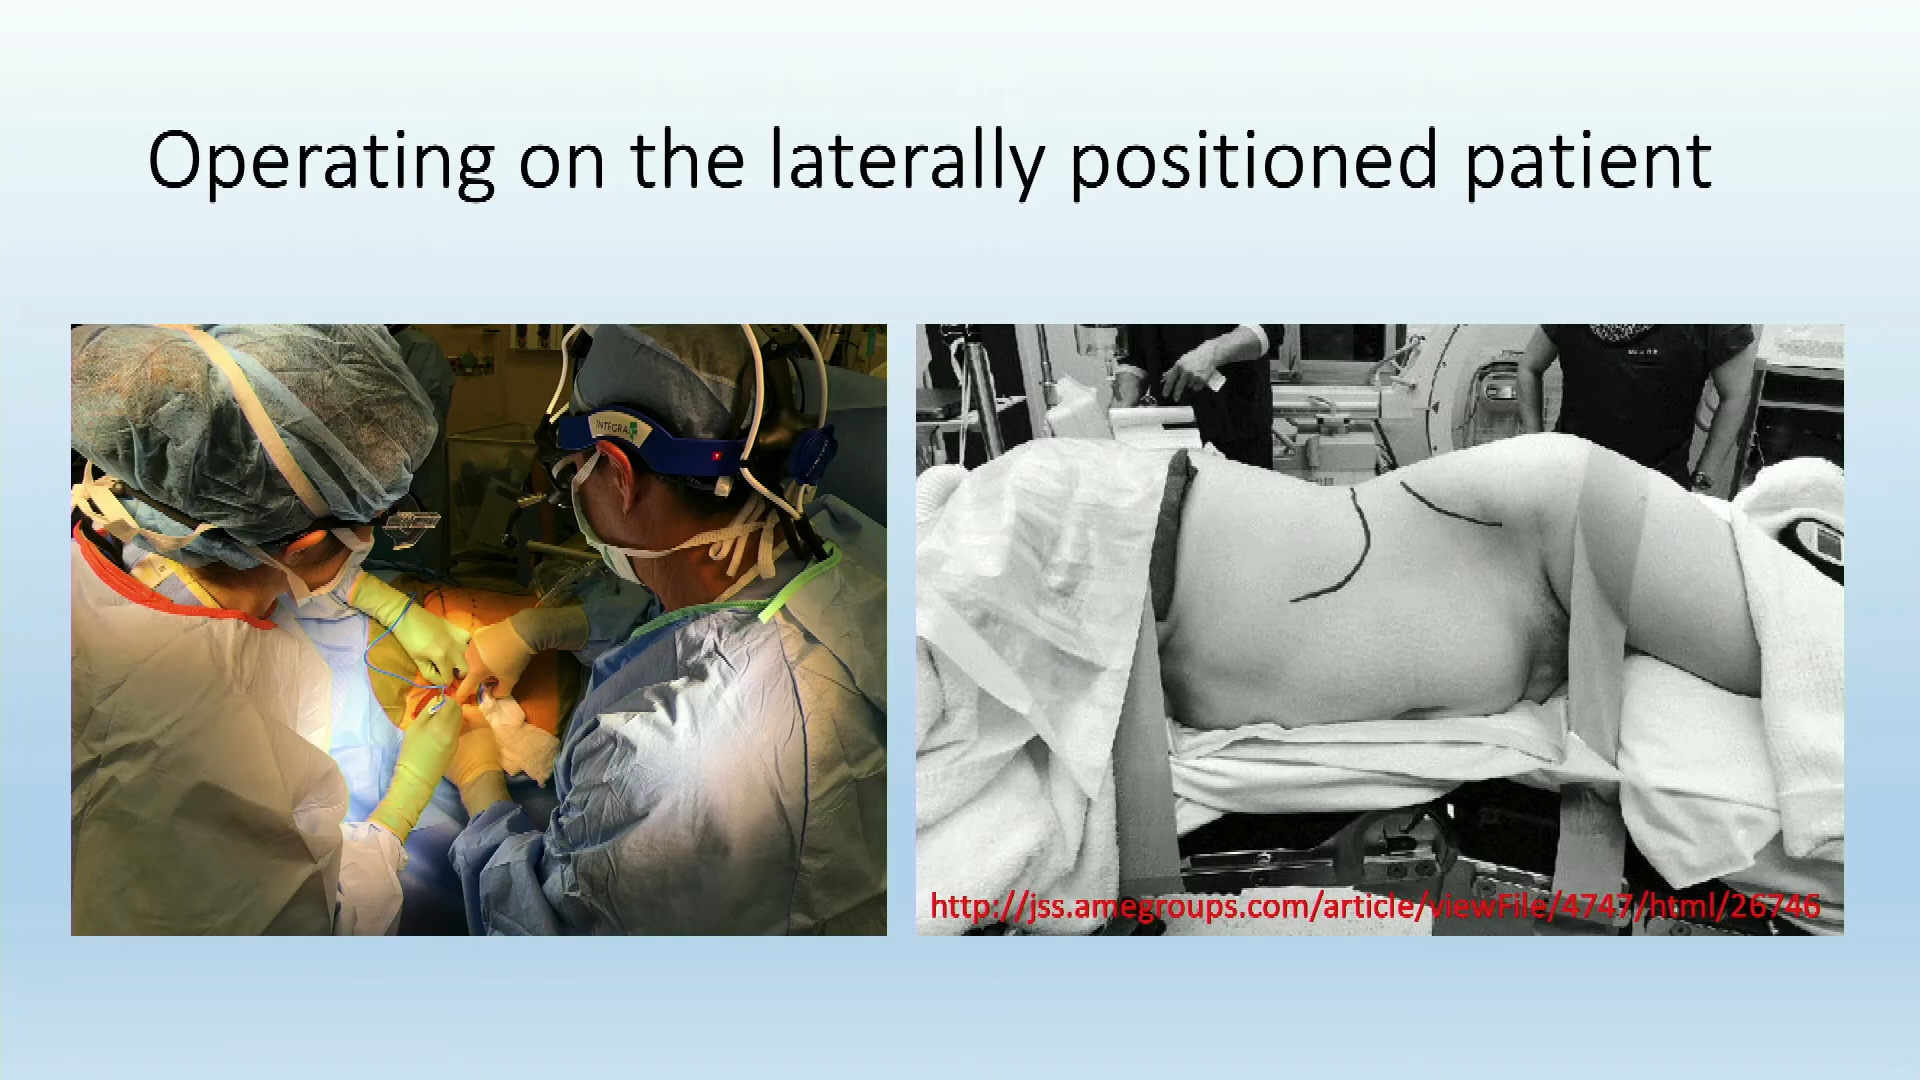 Operating on the laterally positioned patient
INTEGRA
http://jss.amegroups.com/article/viewFile/4747/html/26746